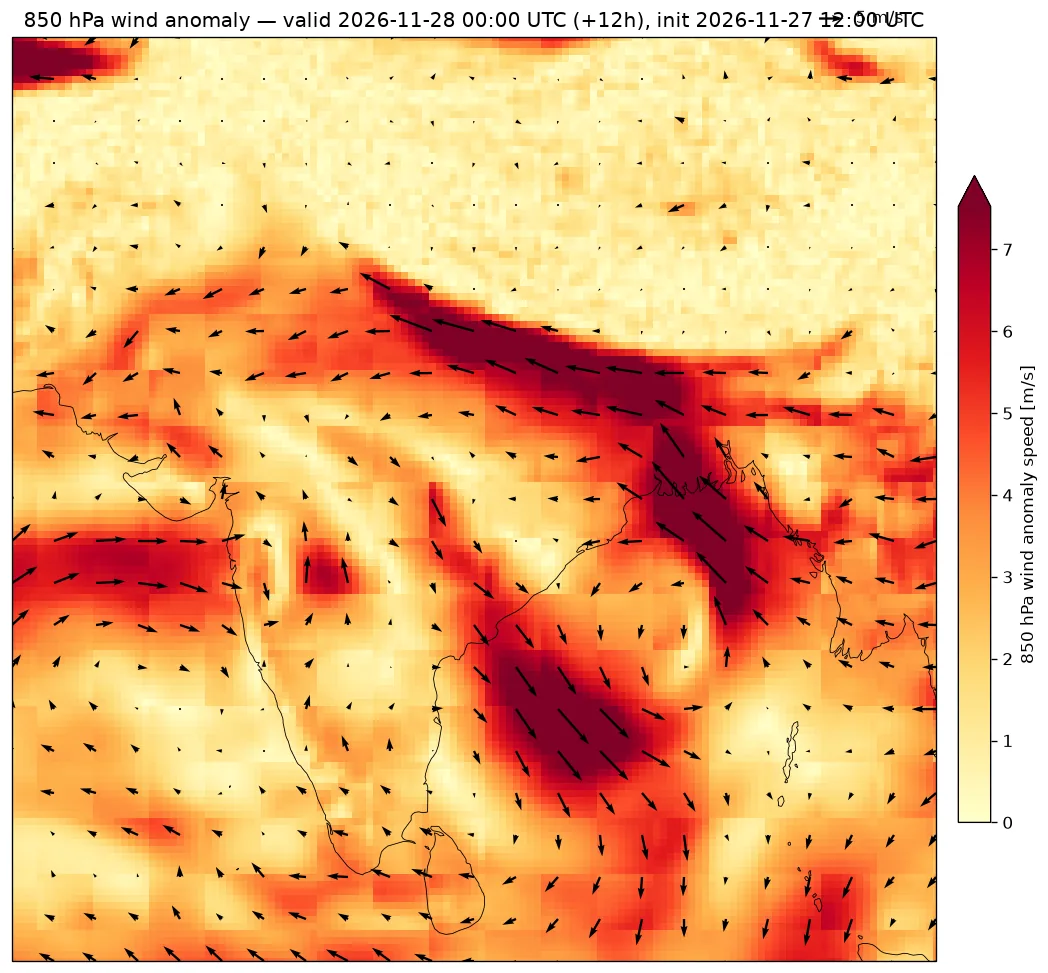 850 hPa wind anomaly — valid 2026-11-28 00:00 UTC (+12h), init 2026-11-27 12:00 UTC
5 m/s
7
6
5
4
3
2
1
0
850 hPa wind anomaly speed [m/s]